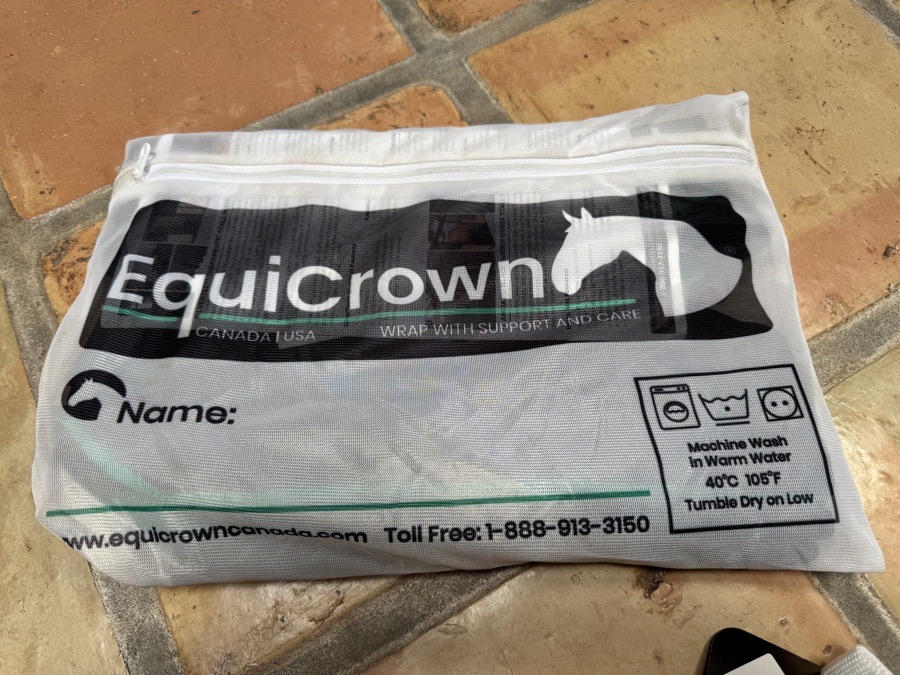 EquiCrown
CANADA | USA WRAP WITH SUPPORT AND CARE
Name:
Machine Wash
in Warm Water
40°C 105°F
Tumble Dry on Low
ww.equicrowncanada.com Toll Free: 1-888-913-3150